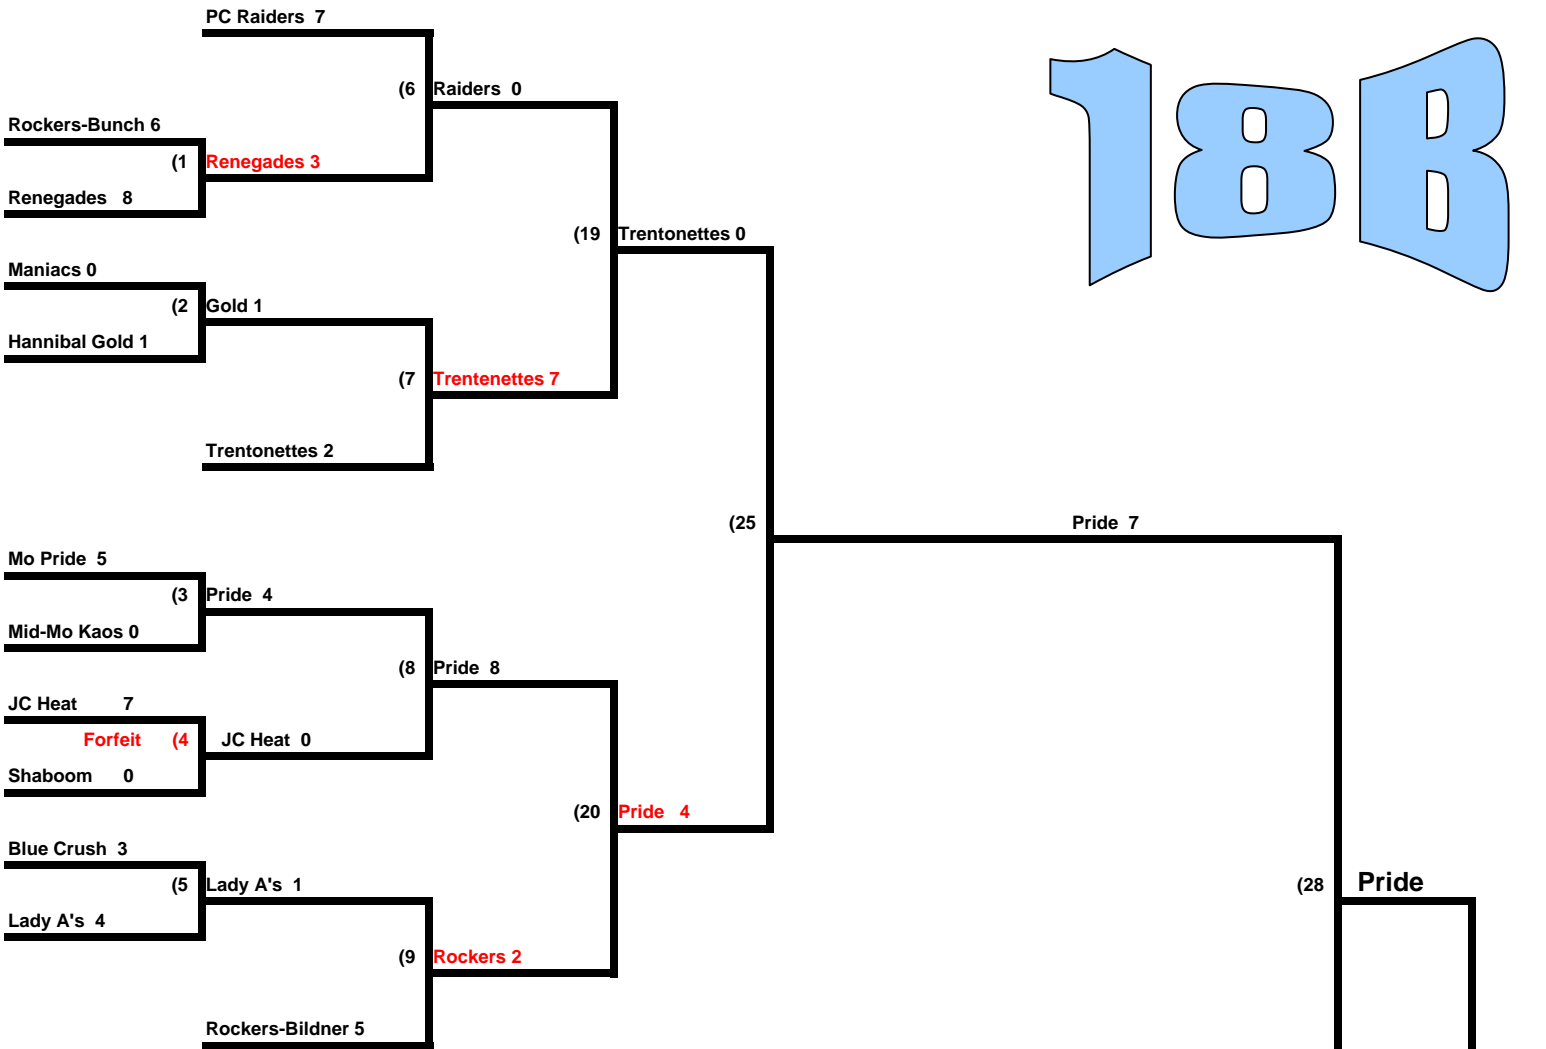 PC Raiders 7
18B
(6 Raiders 0
Rockers-Bunch 6
(1 Renegades 3
Renegades 8
(19 Trentonettes 0
Maniacs 0
(2 Gold 1
Hannibal Gold 1
(7 Trentenettes 7
Trentonettes 2
(25 Pride 7
Mo Pride 5
(3 Pride 4
Mid-Mo Kaos 0
(8 Pride 8
JC Heat 7
Forfeit (4 JC Heat 0
Shaboom 0
(20 Pride 4
Blue Crush 3
(5 Lady A's 1
(28 Pride
Lady A's 4
(9 Rockers 2
Rockers-Bildner 5